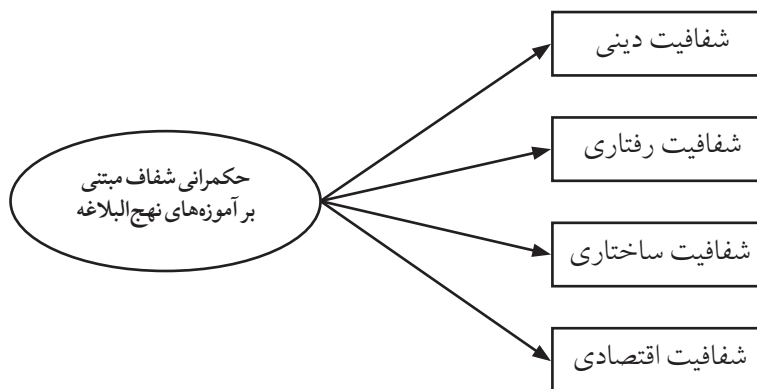 شفافیت دینی
شفافیت رفتاری
حکمرانی شفاف مبتنی
بر آموزه‌های نهج‌البلاغه
شفافیت ساختاری
شفافیت اقتصادی